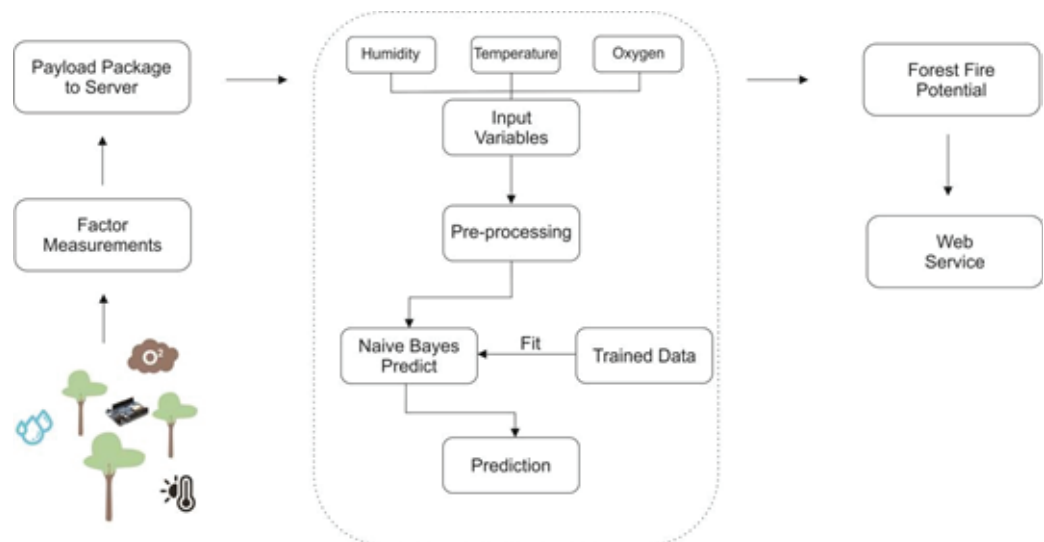 Payload Package
to Server
Factor
Measurements
O²
Humidity
Temperature
Oxygen
Input
Variables
Pre-processing
Naive Bayes
Predict
Fit
Trained Data
Prediction
Forest Fire
Potential
Web
Service